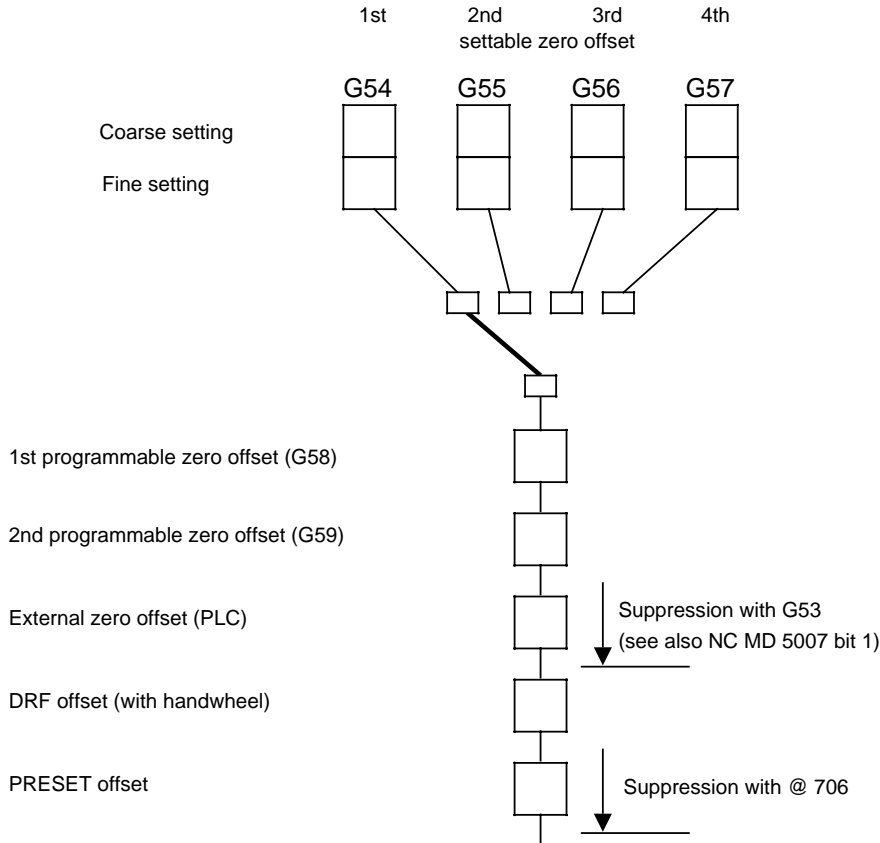 1st 2nd 3rd 4th
settable zero offset
G54 G55 G56 G57
Coarse setting
Fine setting
1st programmable zero offset (G58)
2nd programmable zero offset (G59)
External zero offset (PLC)
Suppression with G53
(see also NC MD 5007 bit 1)
DRF offset (with handwheel)
PRESET offset
Suppression with @ 706